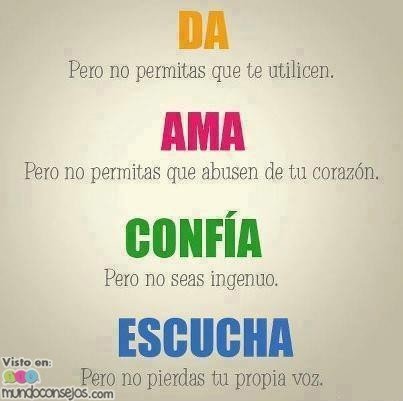 DA
Pero no permitas que te utilicen.
AMA
Pero no permitas que abusen de tu corazón.
CONFÍA
Pero no seas ingenuo.
ESCUCHA
Pero no pierdas tu propia voz.
Visto en:
mundoconsejos.com